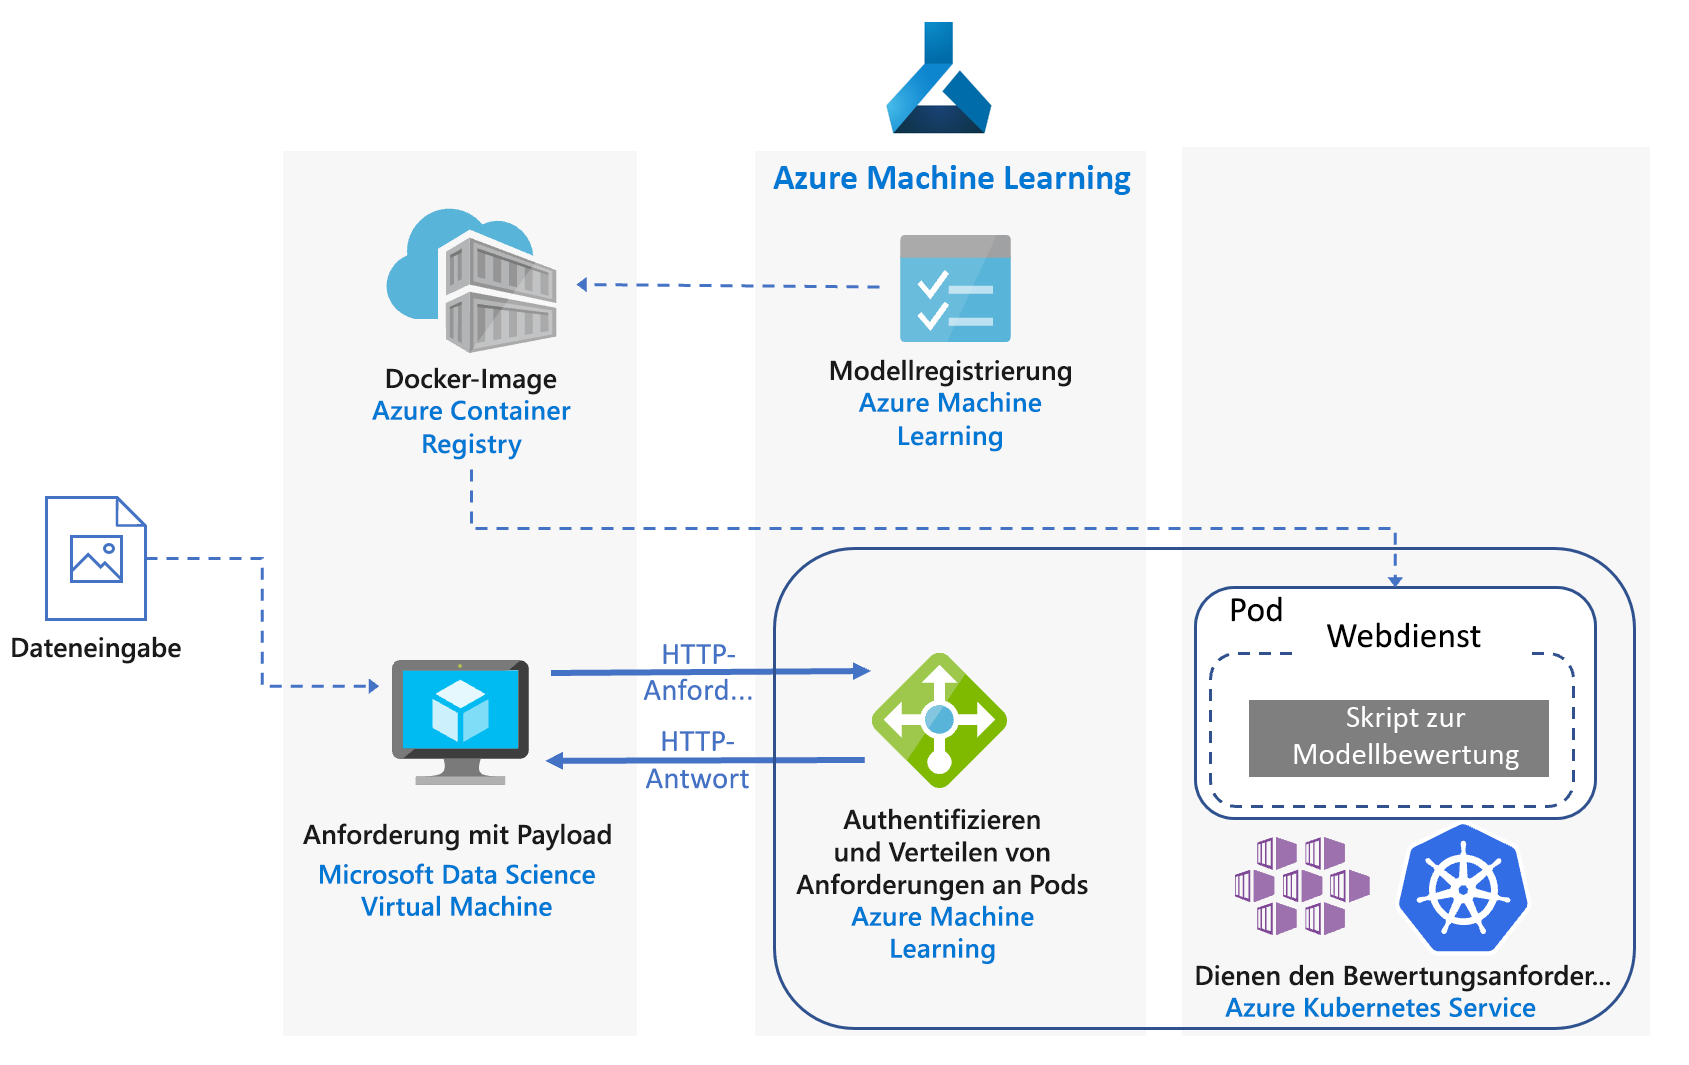 Azure Machine Learning
Docker-Image
Azure Container
Registry
Modellregistrierung
Azure Machine
Learning
Dateneingabe
HTTP-
Anford...
HTTP-
Antwort
Anforderung mit Payload
Microsoft Data Science
Virtual Machine
Authentifizieren
und Verteilen von
Anforderungen an Pods
Azure Machine
Learning
Pod
Webdienst
Skript zur
Modellbewertung
Dienen den Bewertungsanforder...
Azure Kubernetes Service